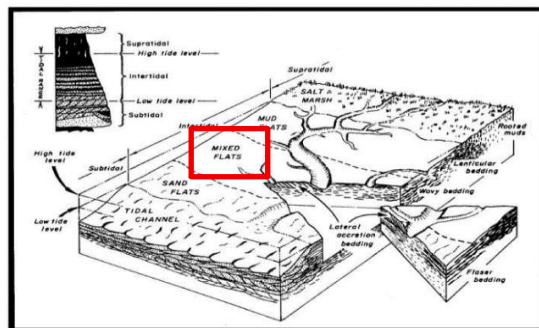 Supratidal
High tide level
Intertidal
Low tide level
Subtidal
TIDAL RANGE
Supratidal
SALT
MARSH
Intertidal
MUD
FLATS
MIXED
FLATS
Subtidal
SAND
FLATS
TIDAL
CHANNEL
High tide
level
Low tide
level
Rooted
muds
Lenticular
bedding
Wavy bedding
Lateral
accretion
bedding
Flaser
bedding